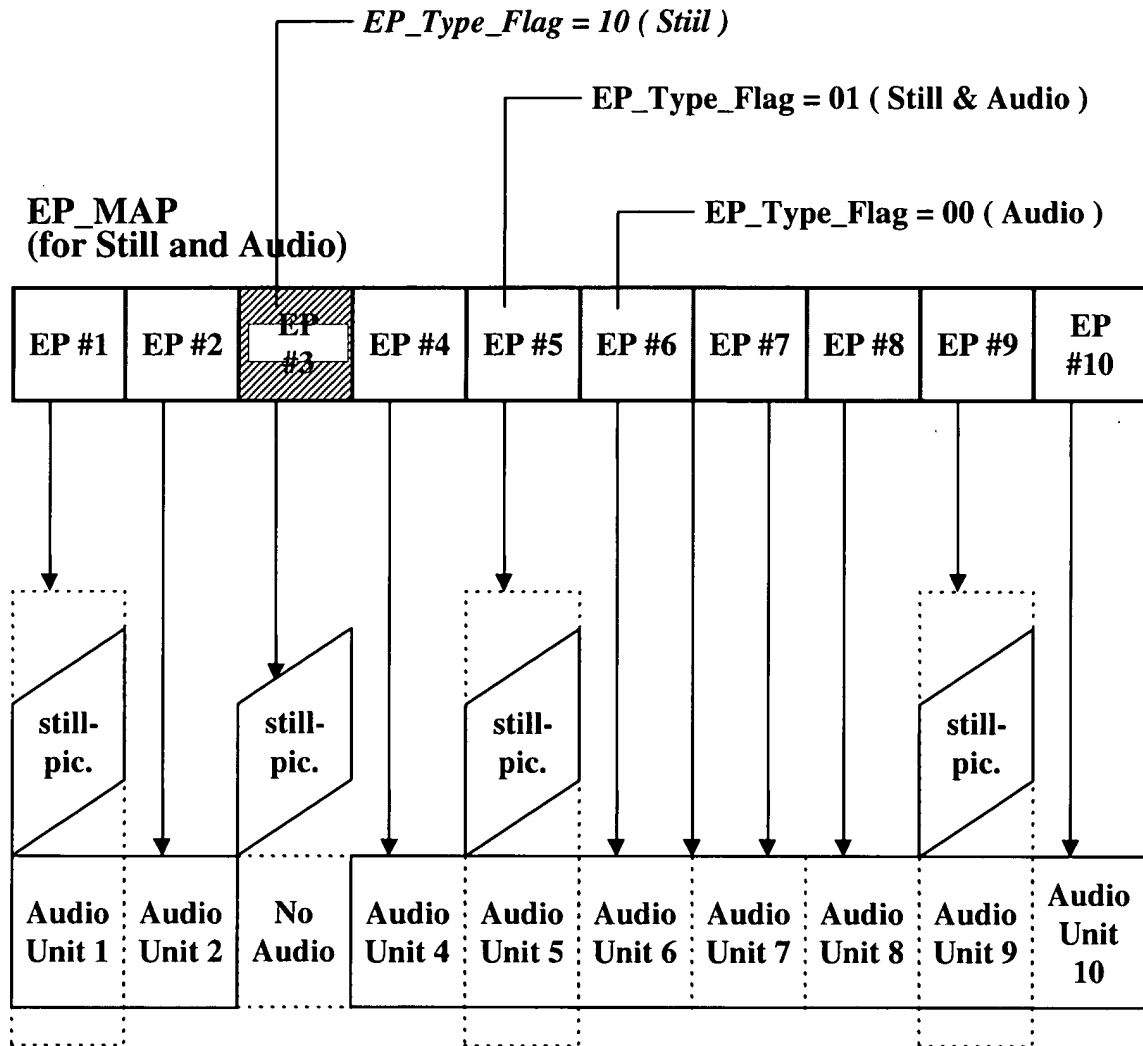 EP_Type_Flag = 10 ( Stiil )
EP_Type_Flag = 01 ( Still & Audio )
EP_Type_Flag = 00 ( Audio )
EP_MAP
(for Still and Audio)
EP #1
EP #2
EP
#3
EP #4
EP #5
EP #6
EP #7
EP #8
EP #9
EP
#10
still-
pic.
still-
pic.
still-
pic.
still-
pic.
Audio
Unit 1
Audio
Unit 2
No
Audio
Audio
Unit 4
Audio
Unit 5
Audio
Unit 6
Audio
Unit 7
Audio
Unit 8
Audio
Unit 9
Audio
Unit
10